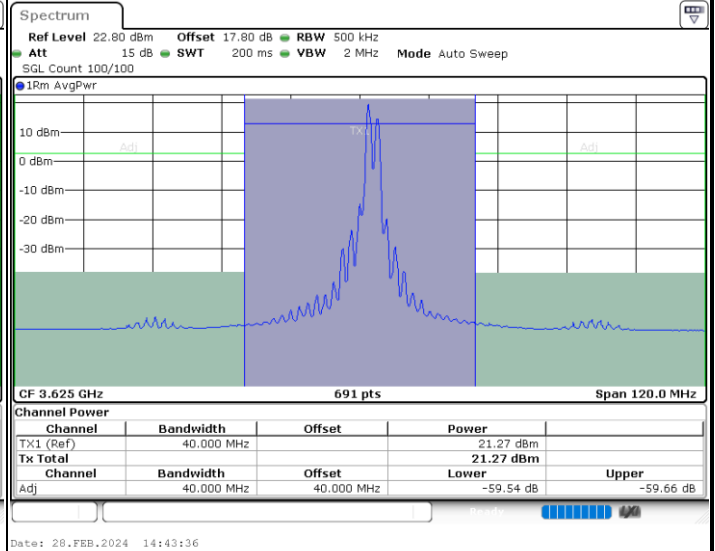 Spectrum
Ref Level 22.80 dBm Offset 17.80 dB RBW 500 kHz
Att 15 dB SWT 200 ms VBW 2 MHz Mode Auto Sweep
SGL Count 100/100
1Rm AvgPwr
10 dBm
TX1
Adj Adj
0 dBm
-10 dBm
-20 dBm
-30 dBm
CF 3.625 GHz 691 pts Span 120.0 MHz
Channel Power
Channel Bandwidth Offset Power
TX1 (Ref) 40.000 MHz 21.27 dBm
Tx Total 21.27 dBm
Channel Bandwidth Offset Lower Upper
Adj 40.000 MHz 40.000 MHz -59.54 dB -59.66 dB
Ready
Date: 28.FEB.2024 14:43:36